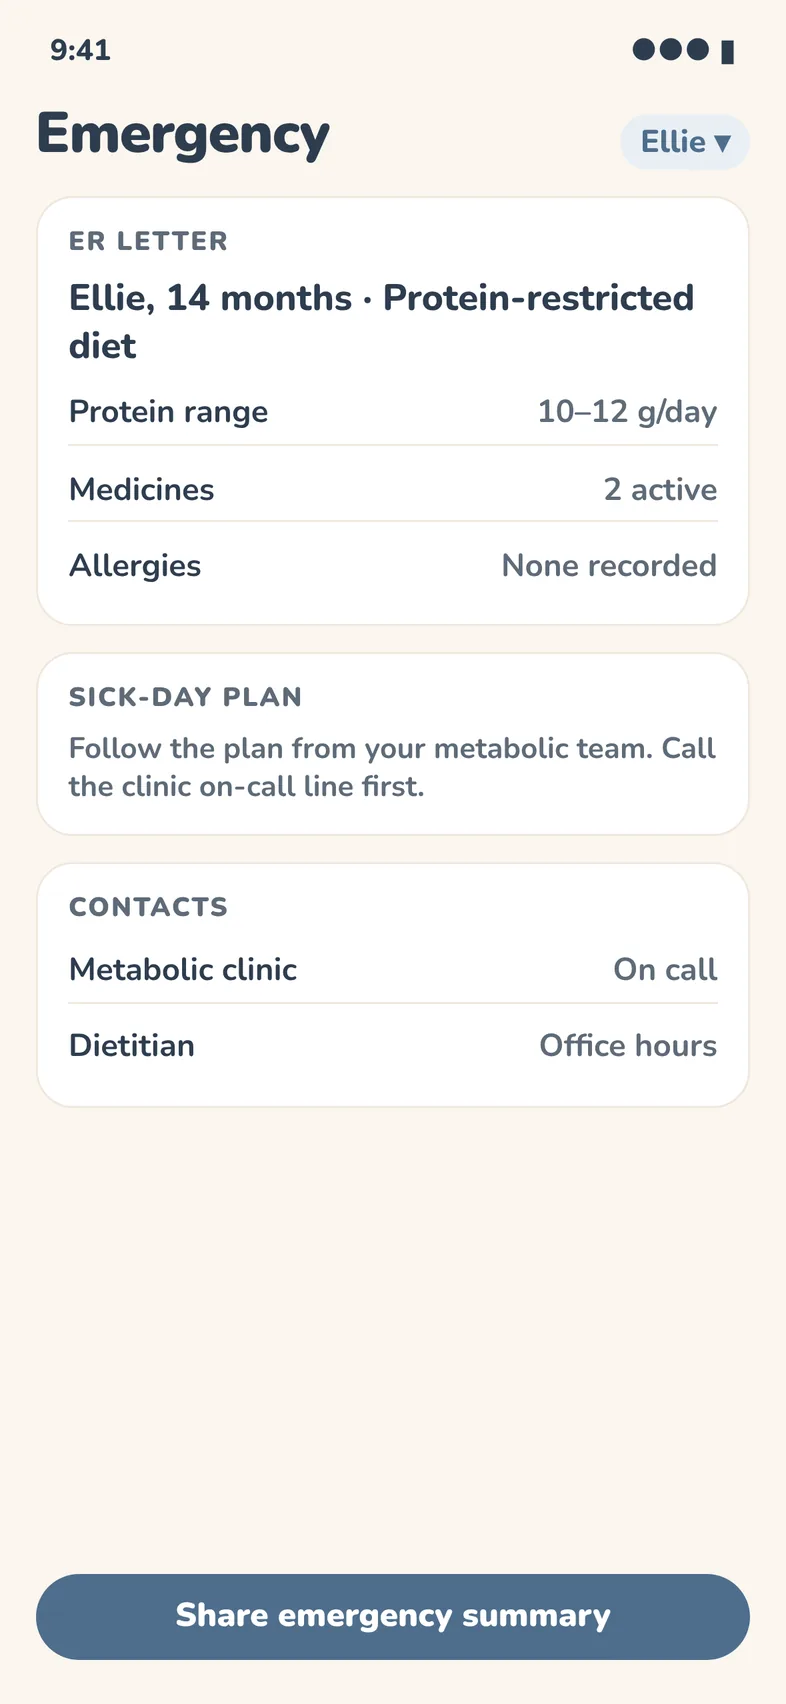 9:41
Emergency
Ellie ▾
ER LETTER
Ellie, 14 months · Protein-restricted
diet
Protein range 10–12 g/day
Medicines 2 active
Allergies None recorded
SICK-DAY PLAN
Follow the plan from your metabolic team. Call
the clinic on-call line first.
CONTACTS
Metabolic clinic On call
Dietitian Office hours
Share emergency summary